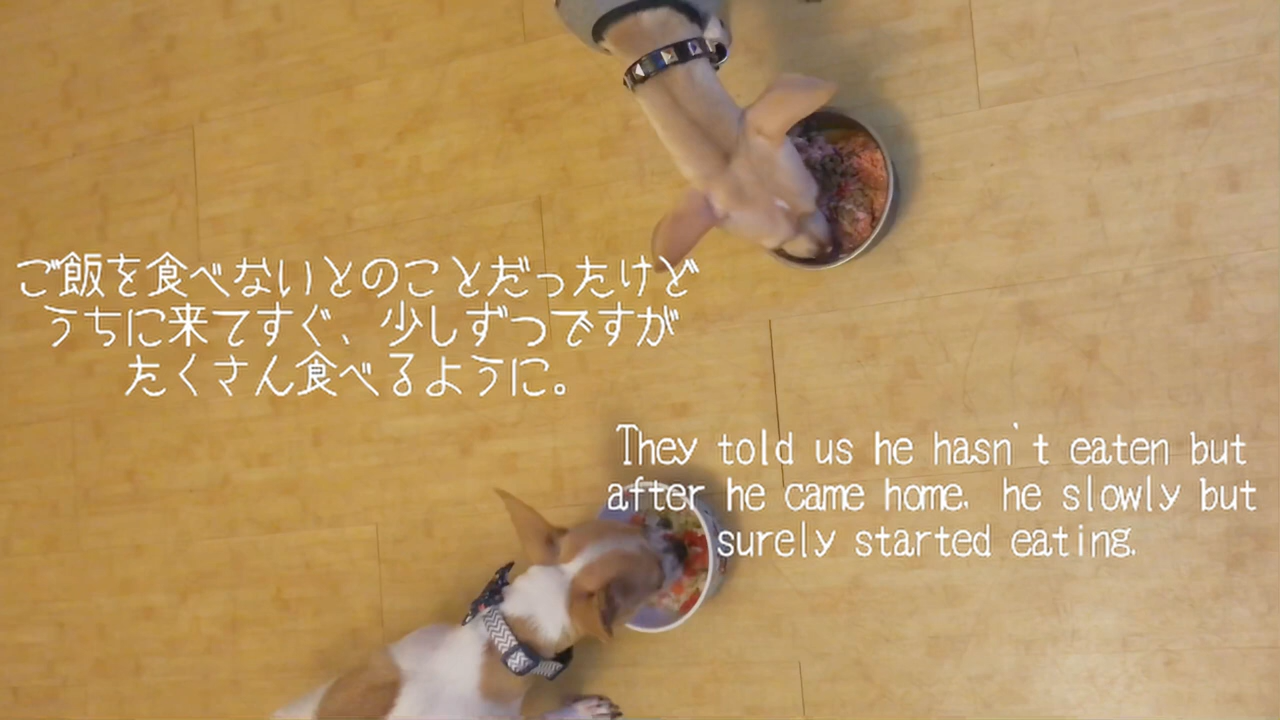 ご飯を食べないとのことだったけど
うちに来てすぐ、少しずつですが
たくさん食べるように。
They told us he hasn't eaten but
after he came home, he slowly but
surely started eating.